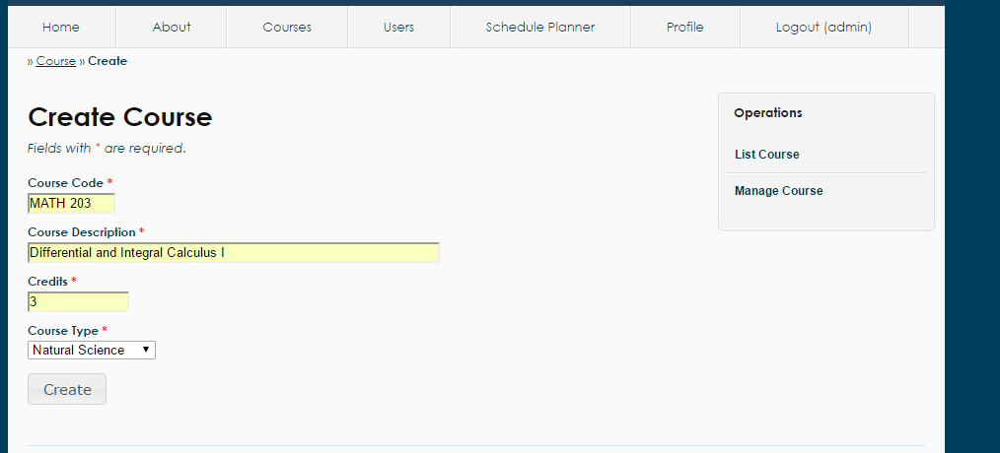 Home About Courses Users Schedule Planner Profile Logout (admin)
» Course » Create
Create Course
Fields with * are required.
Course Code *
MATH 203
Course Description *
Differential and Integral Calculus I
Credits *
3
Course Type *
Natural Science
Create
Operations
List Course
Manage Course